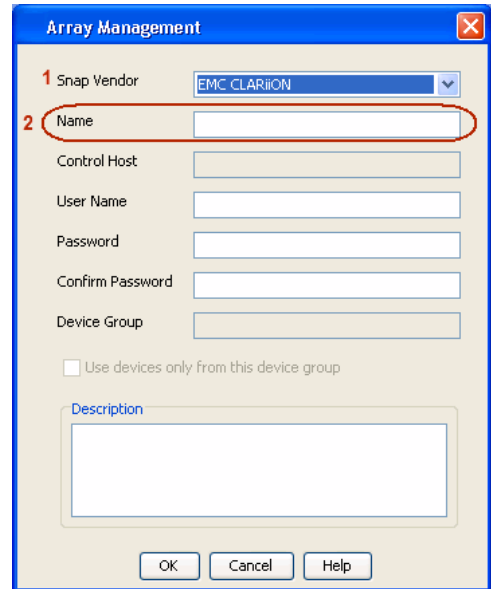 Array Management
1 Snap Vendor EMC CLARiiON
2 Name
Control Host
User Name
Password
Confirm Password
Device Group
Use devices only from this device group
Description
OK Cancel Help